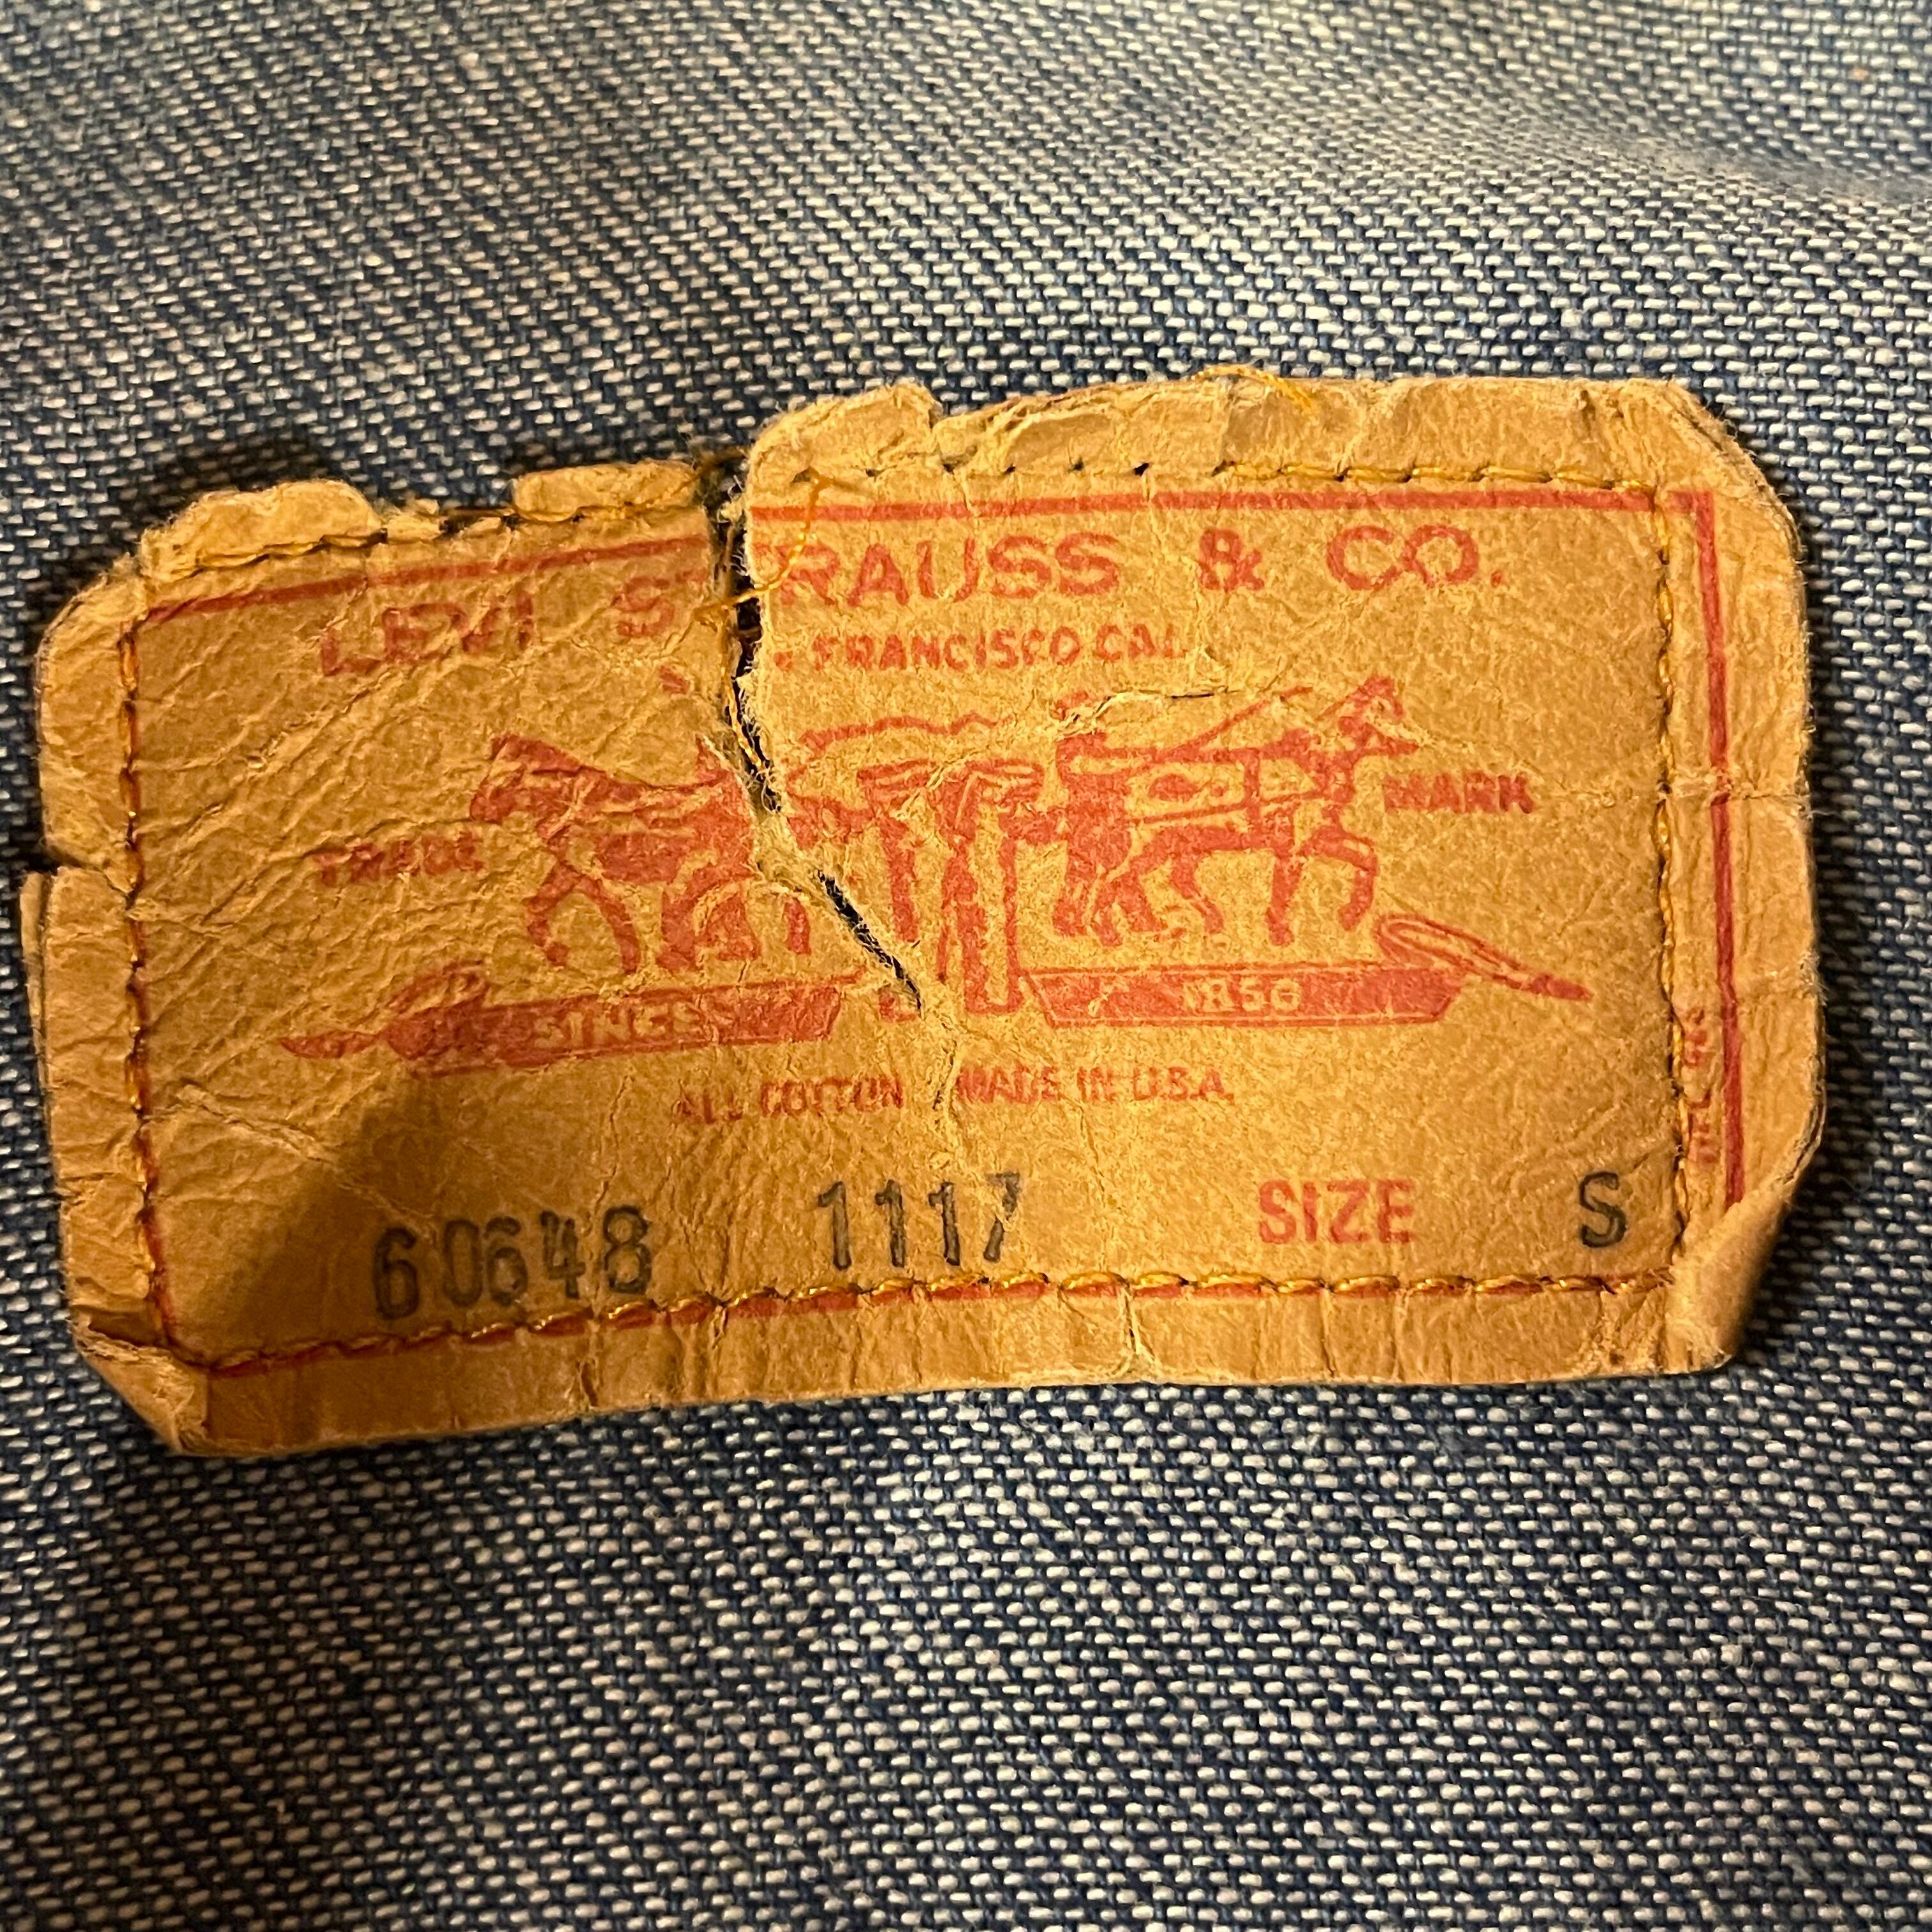 LEVI STRAUSS & CO.
FRANCISCO CAL
TRADE MARK
SINCE 1850
ALL COTTON MADE IN U.S.A.
60648 1117 SIZE S